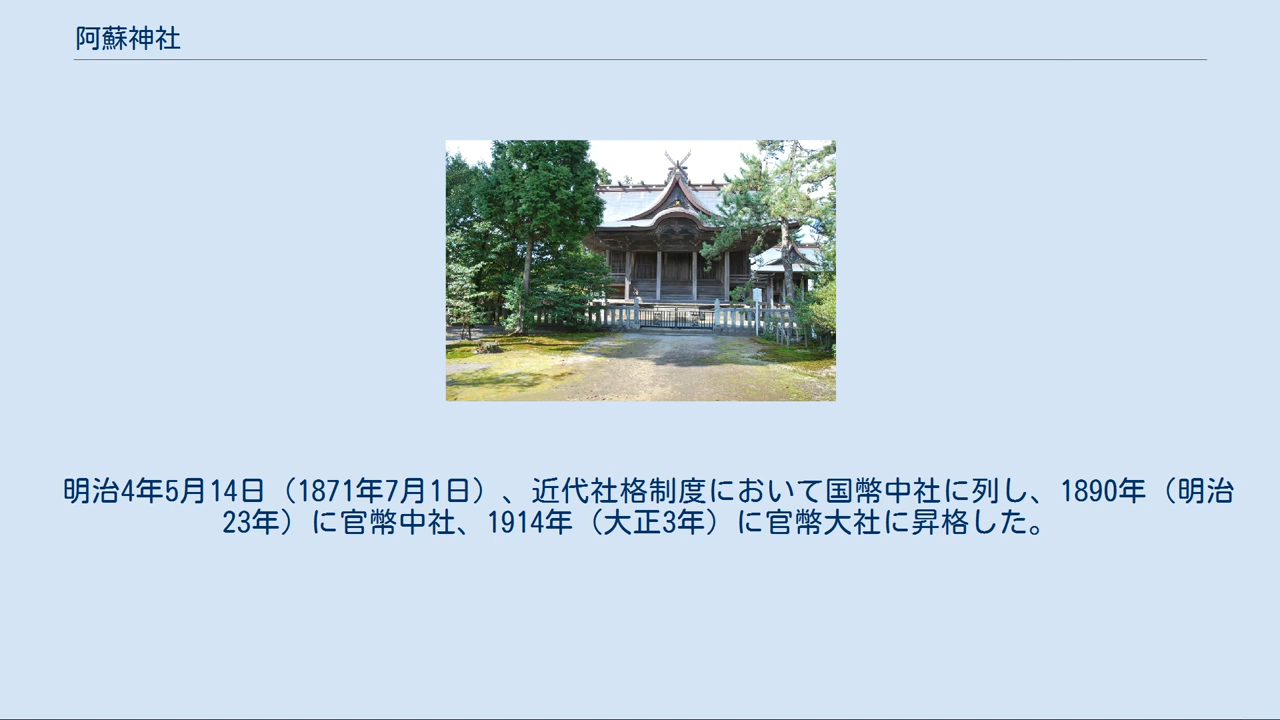 阿蘇神社
明治4年5月14日（1871年7月1日）、近代社格制度において国幣中社に列し、1890年（明治
23年）に官幣中社、1914年（大正3年）に官幣大社に昇格した。